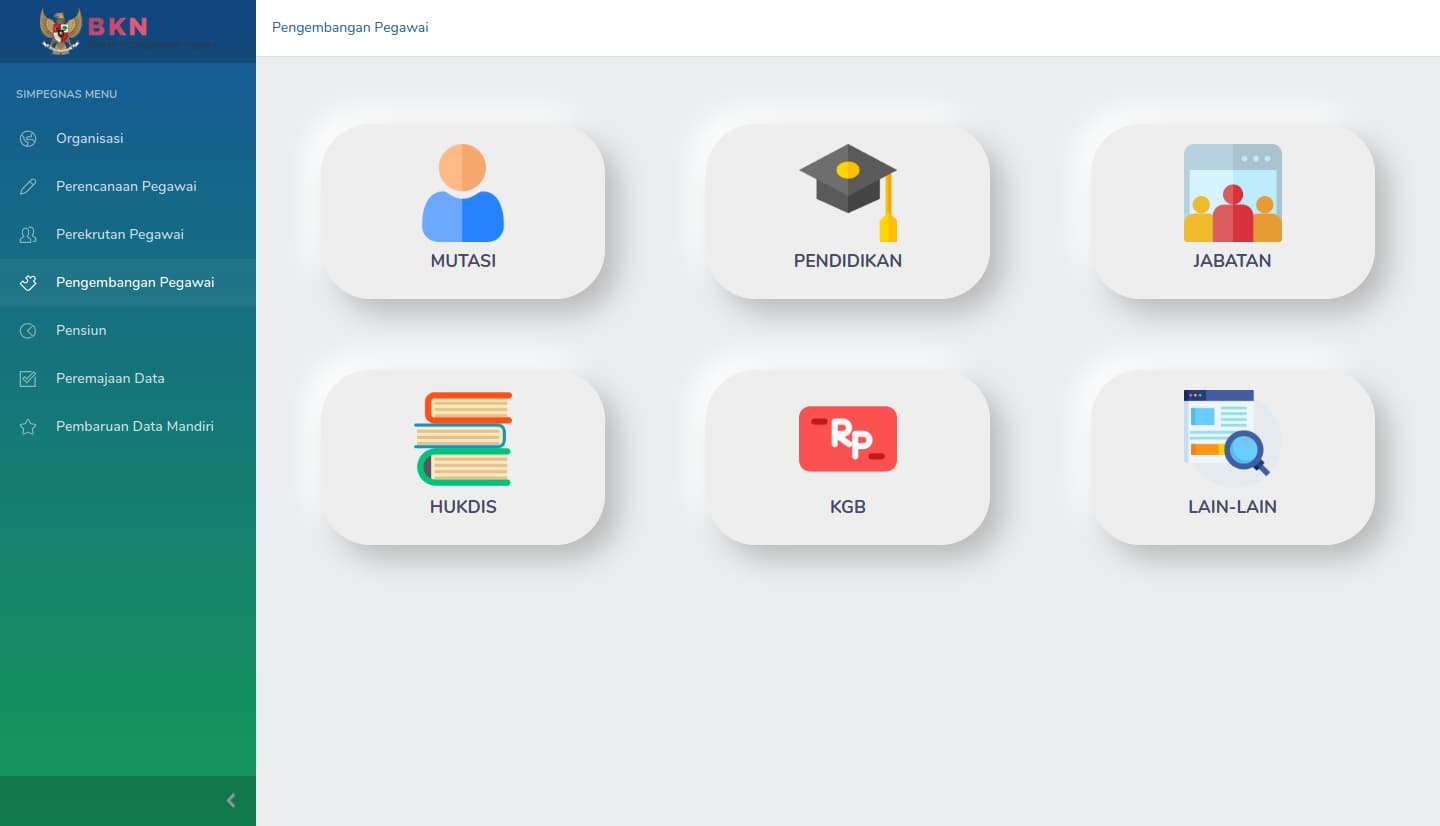 BKN
Pengembangan Pegawai
SIMPEGNAS MENU
Organisasi
Perencanaan Pegawai
Perekrutan Pegawai
Pengembangan Pegawai
Pensiun
Peremajaan Data
Pembaruan Data Mandiri
MUTASI
PENDIDIKAN
JABATAN
HUKDIS
RP
KGB
LAIN-LAIN